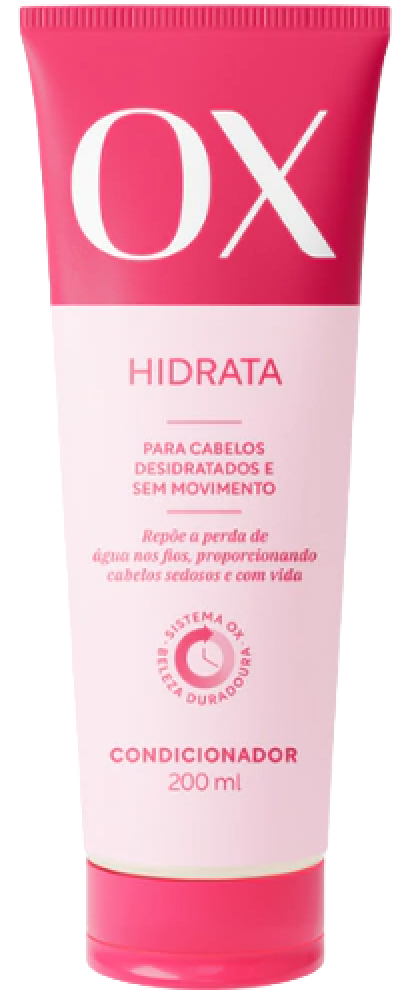 OX
HIDRATA
PARA CABELOS
DESIDRATADOS E
SEM MOVIMENTO
Repõe a perda de
água nos fios, proporcionando
cabelos sedosos e com vida
· SISTEMA OX ·
BELEZA DURADOURA
CONDICIONADOR
200 ml